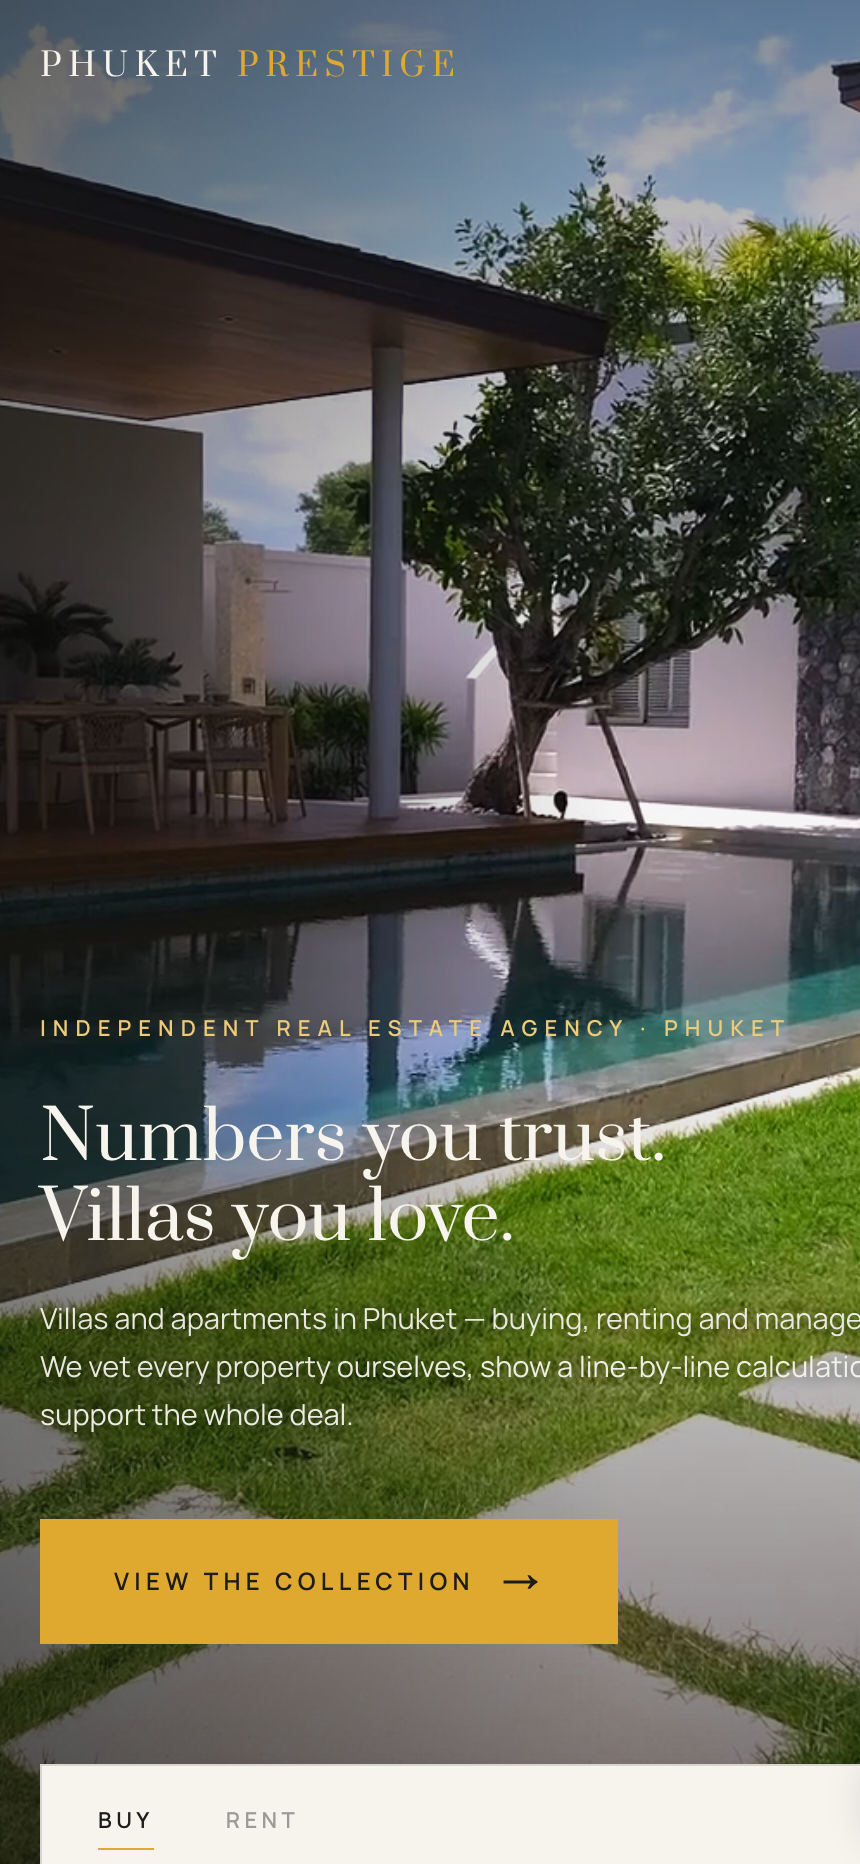 PHUKET PRESTIGE
INDEPENDENT REAL ESTATE AGENCY · PHUKET
Numbers you trust.
Villas you love.
Villas and apartments in Phuket — buying, renting and manage
We vet every property ourselves, show a line-by-line calculatio
support the whole deal.
VIEW THE COLLECTION →
BUY RENT